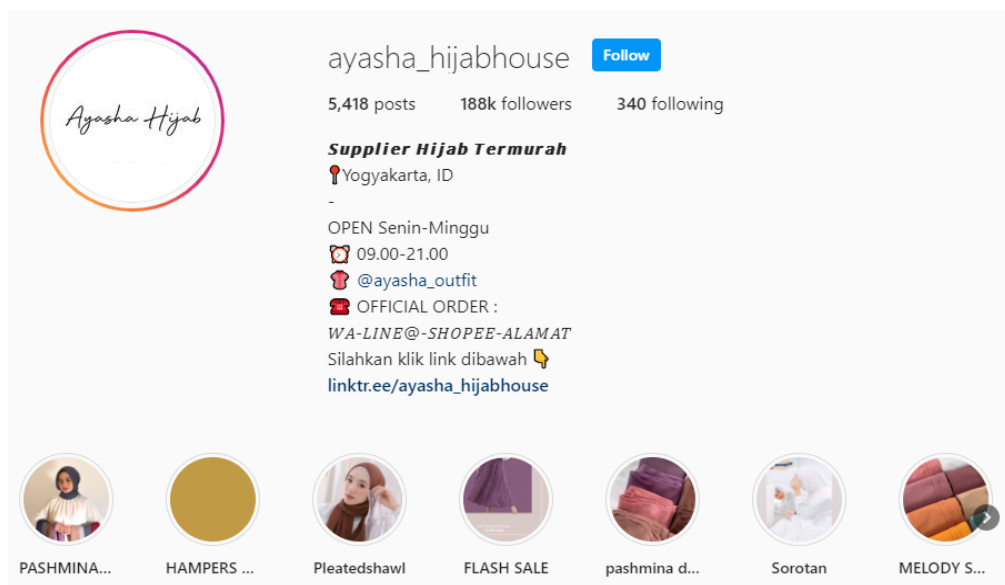 Ayasha Hijab
ayasha_hijabhouse Follow
5,418 posts 188k followers 340 following
Supplier Hijab Termurah
📍Yogyakarta, ID
-
OPEN Senin-Minggu
⏰ 09.00-21.00
👚 @ayasha_outfit
☎️ OFFICIAL ORDER :
WA-LINE@-SHOPEE-ALAMAT
Silahkan klik link dibawah 👇
linktr.ee/ayasha_hijabhouse
PASHMINA... HAMPERS ... Pleatedshawl FLASH SALE pashmina d... Sorotan MELODY S...